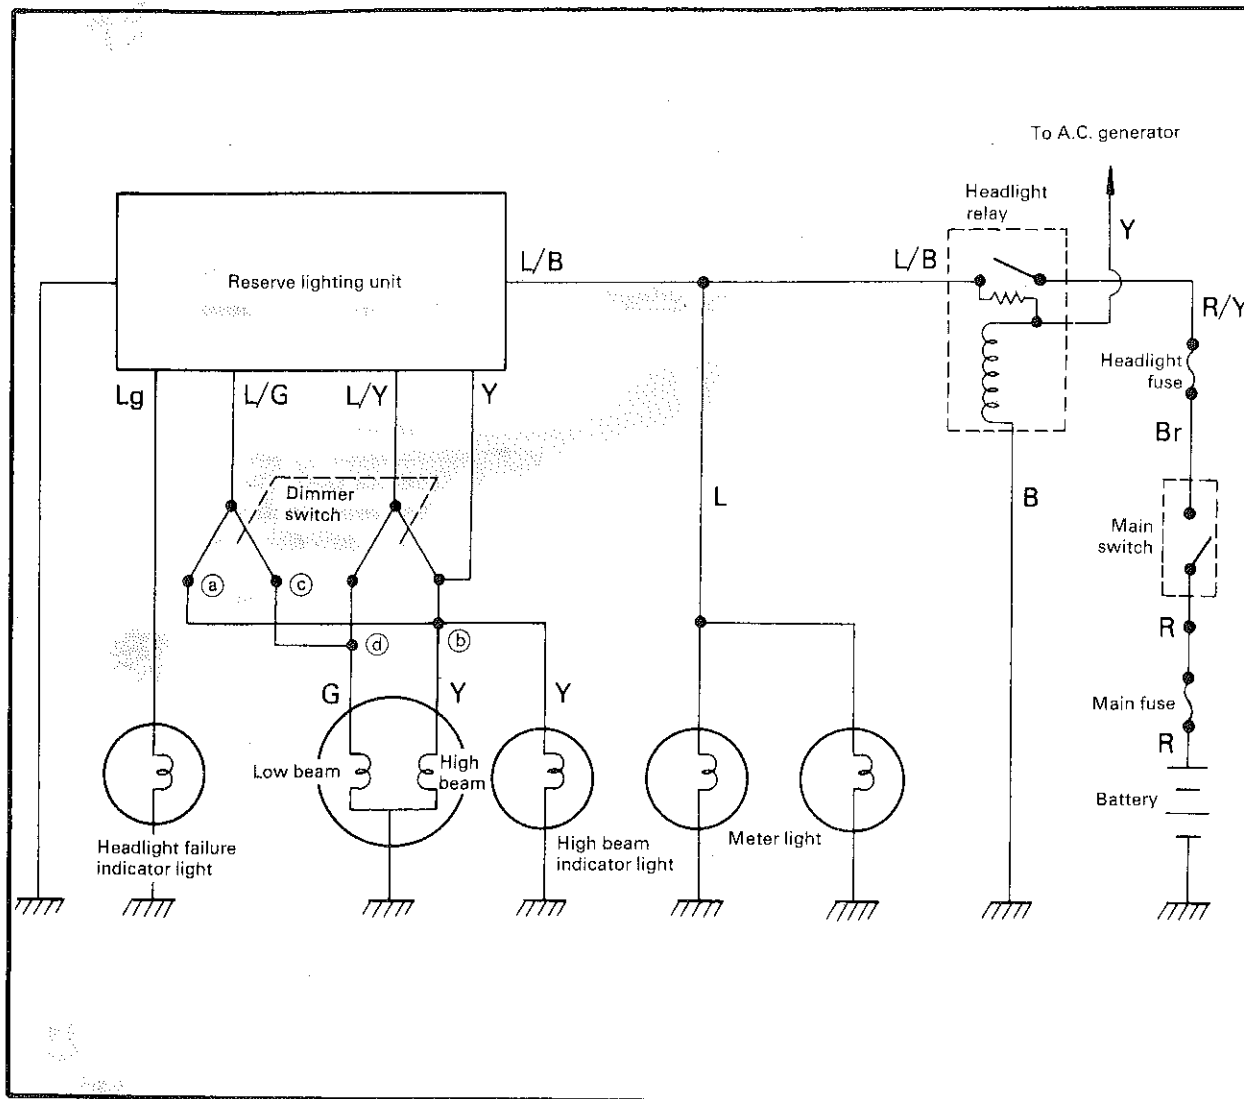 To A.C. generator
Headlight
relay
Y
L/B
L/B
Reserve lighting unit
R/Y
Headlight
fuse
Lg
L/G
L/Y
Y
Br
Dimmer
switch
L
B
Main
switch
a
c
d
b
R
G
Y
Y
Main fuse
R
Low beam
High
beam
Battery
Headlight failure
indicator light
High beam
indicator light
Meter light